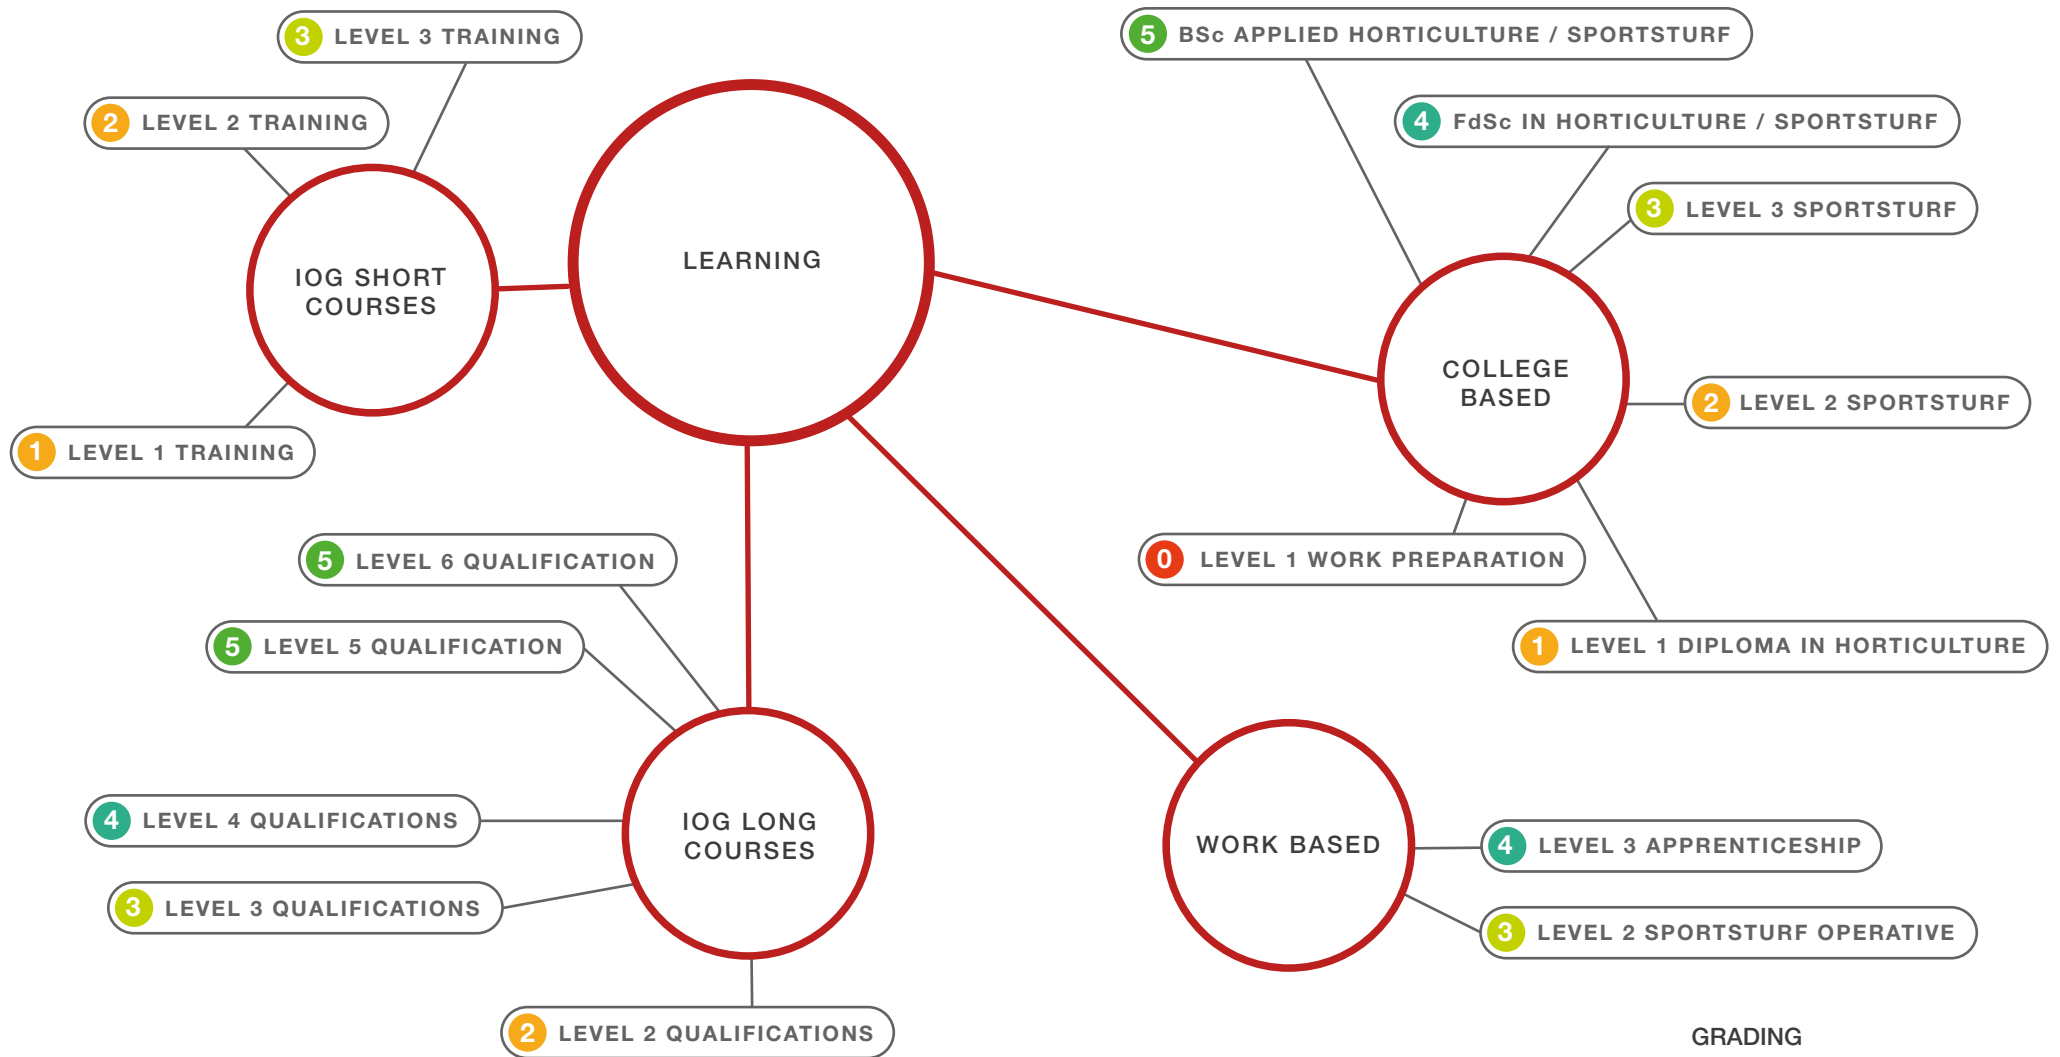 3 LEVEL 3 TRAINING
2 LEVEL 2 TRAINING
IOG SHORT
COURSES
1 LEVEL 1 TRAINING
LEARNING
5 BSc APPLIED HORTICULTURE / SPORTSTURF
4 FdSc IN HORTICULTURE / SPORTSTURF
3 LEVEL 3 SPORTSTURF
COLLEGE
BASED
2 LEVEL 2 SPORTSTURF
0 LEVEL 1 WORK PREPARATION
1 LEVEL 1 DIPLOMA IN HORTICULTURE
5 LEVEL 6 QUALIFICATION
5 LEVEL 5 QUALIFICATION
4 LEVEL 4 QUALIFICATIONS
IOG LONG
COURSES
3 LEVEL 3 QUALIFICATIONS
2 LEVEL 2 QUALIFICATIONS
WORK BASED
4 LEVEL 3 APPRENTICESHIP
3 LEVEL 2 SPORTSTURF OPERATIVE
GRADING